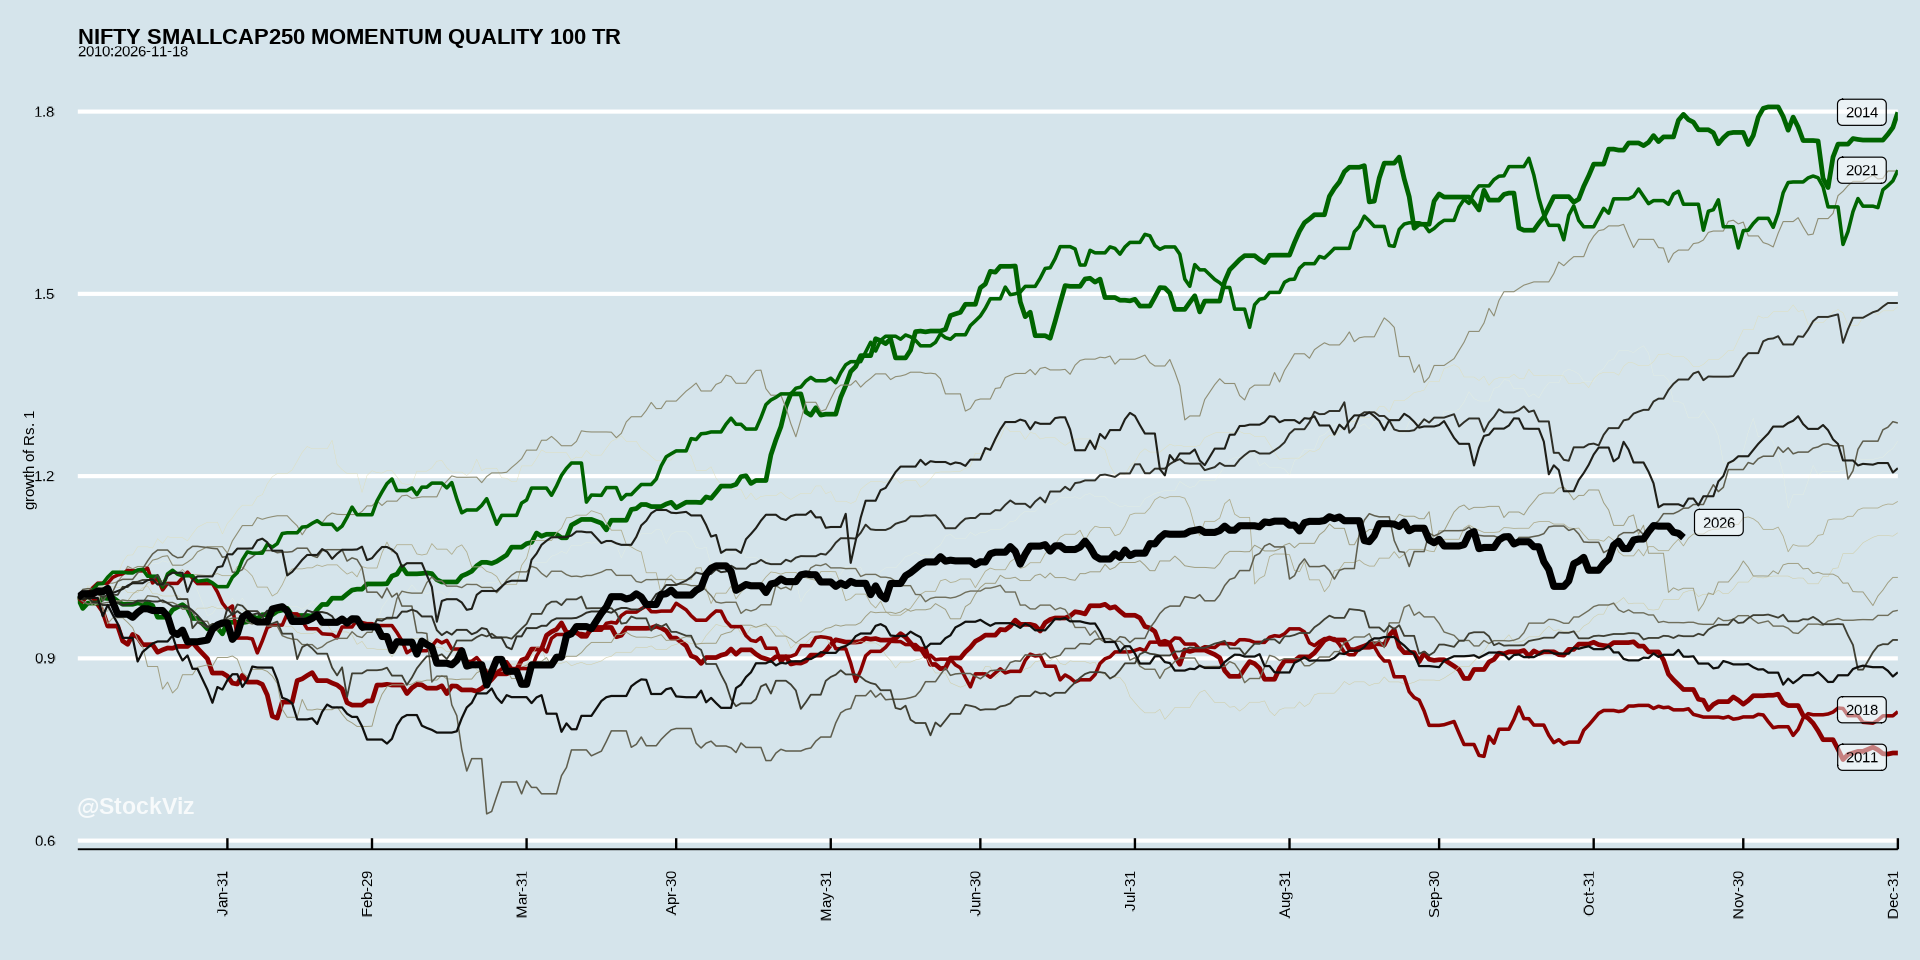 NIFTY SMALLCAP250 MOMENTUM QUALITY 100 TR
2010:2026-11-18
growth of Rs. 1
1.8
1.5
1.2
0.9
0.6
2014
2021
2026
2018
2011
@StockViz
Jan-31
Feb-29
Mar-31
Apr-30
May-31
Jun-30
Jul-31
Aug-31
Sep-30
Oct-31
Nov-30
Dec-31